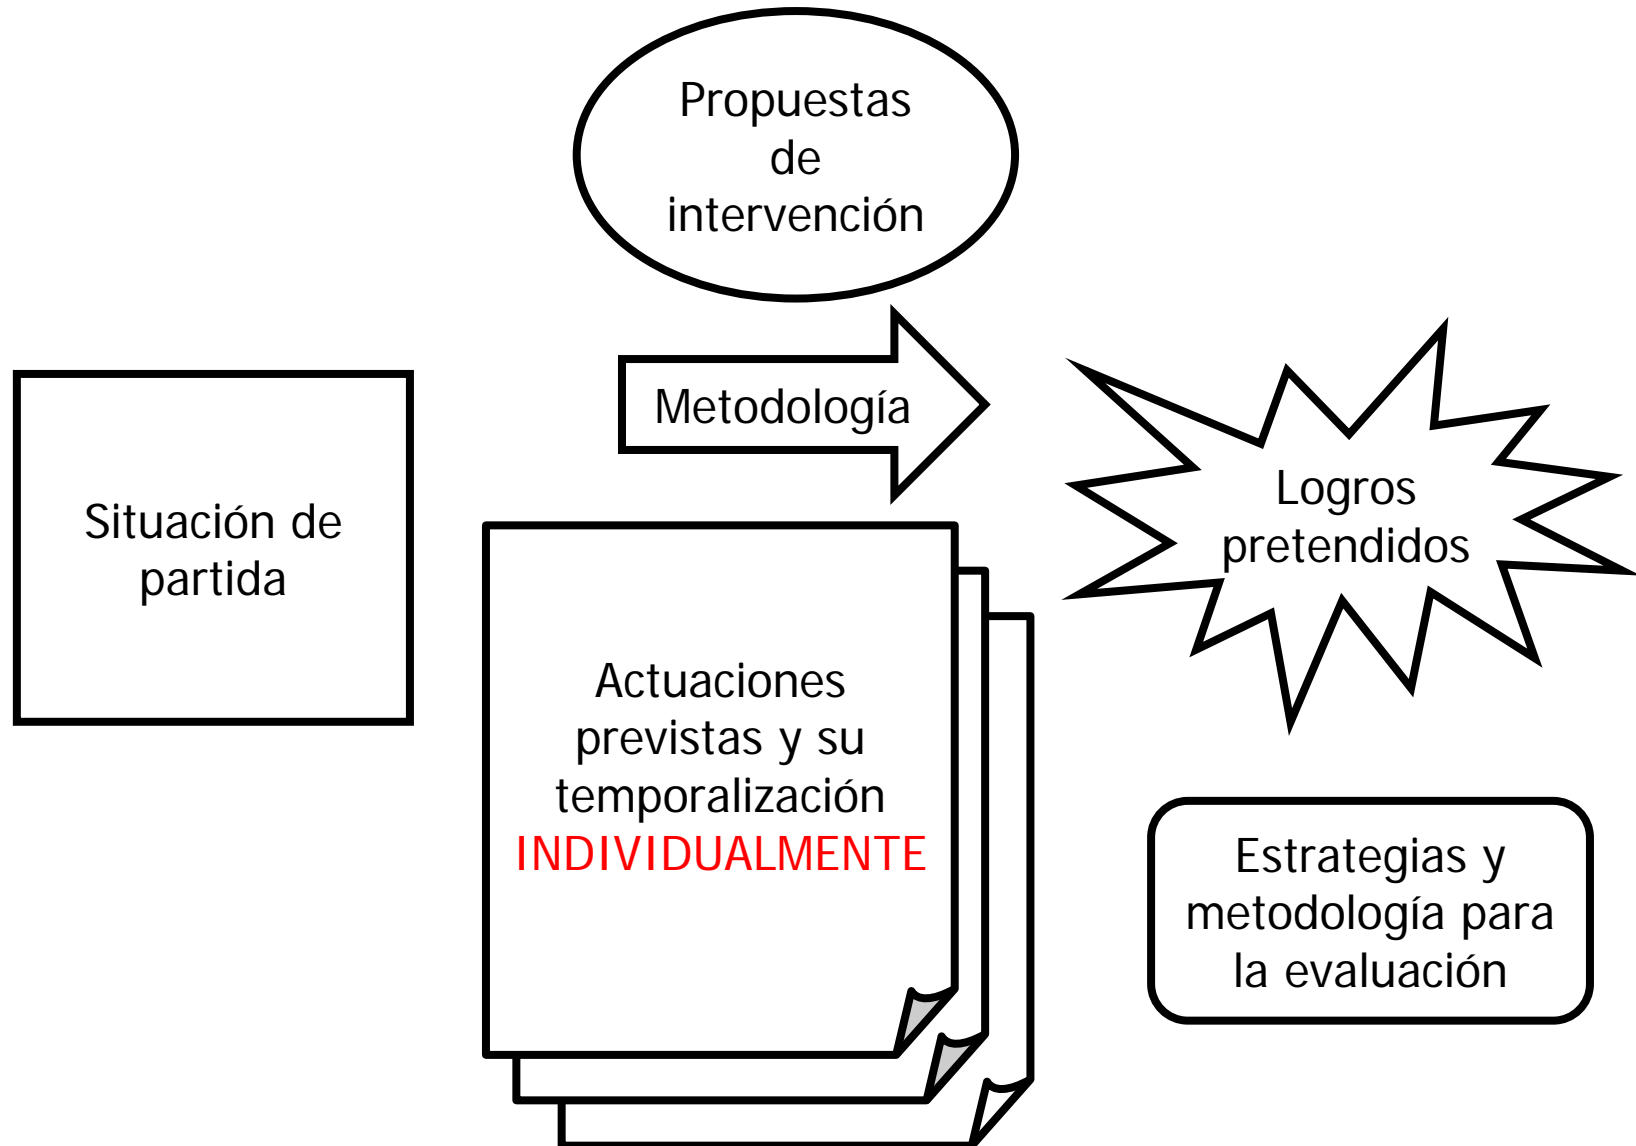 Propuestas
de
intervención
Metodología
Situación de
partida
Logros
pretendidos
Actuaciones
previstas y su
temporalización
INDIVIDUALMENTE
Estrategias y
metodología para
la evaluación